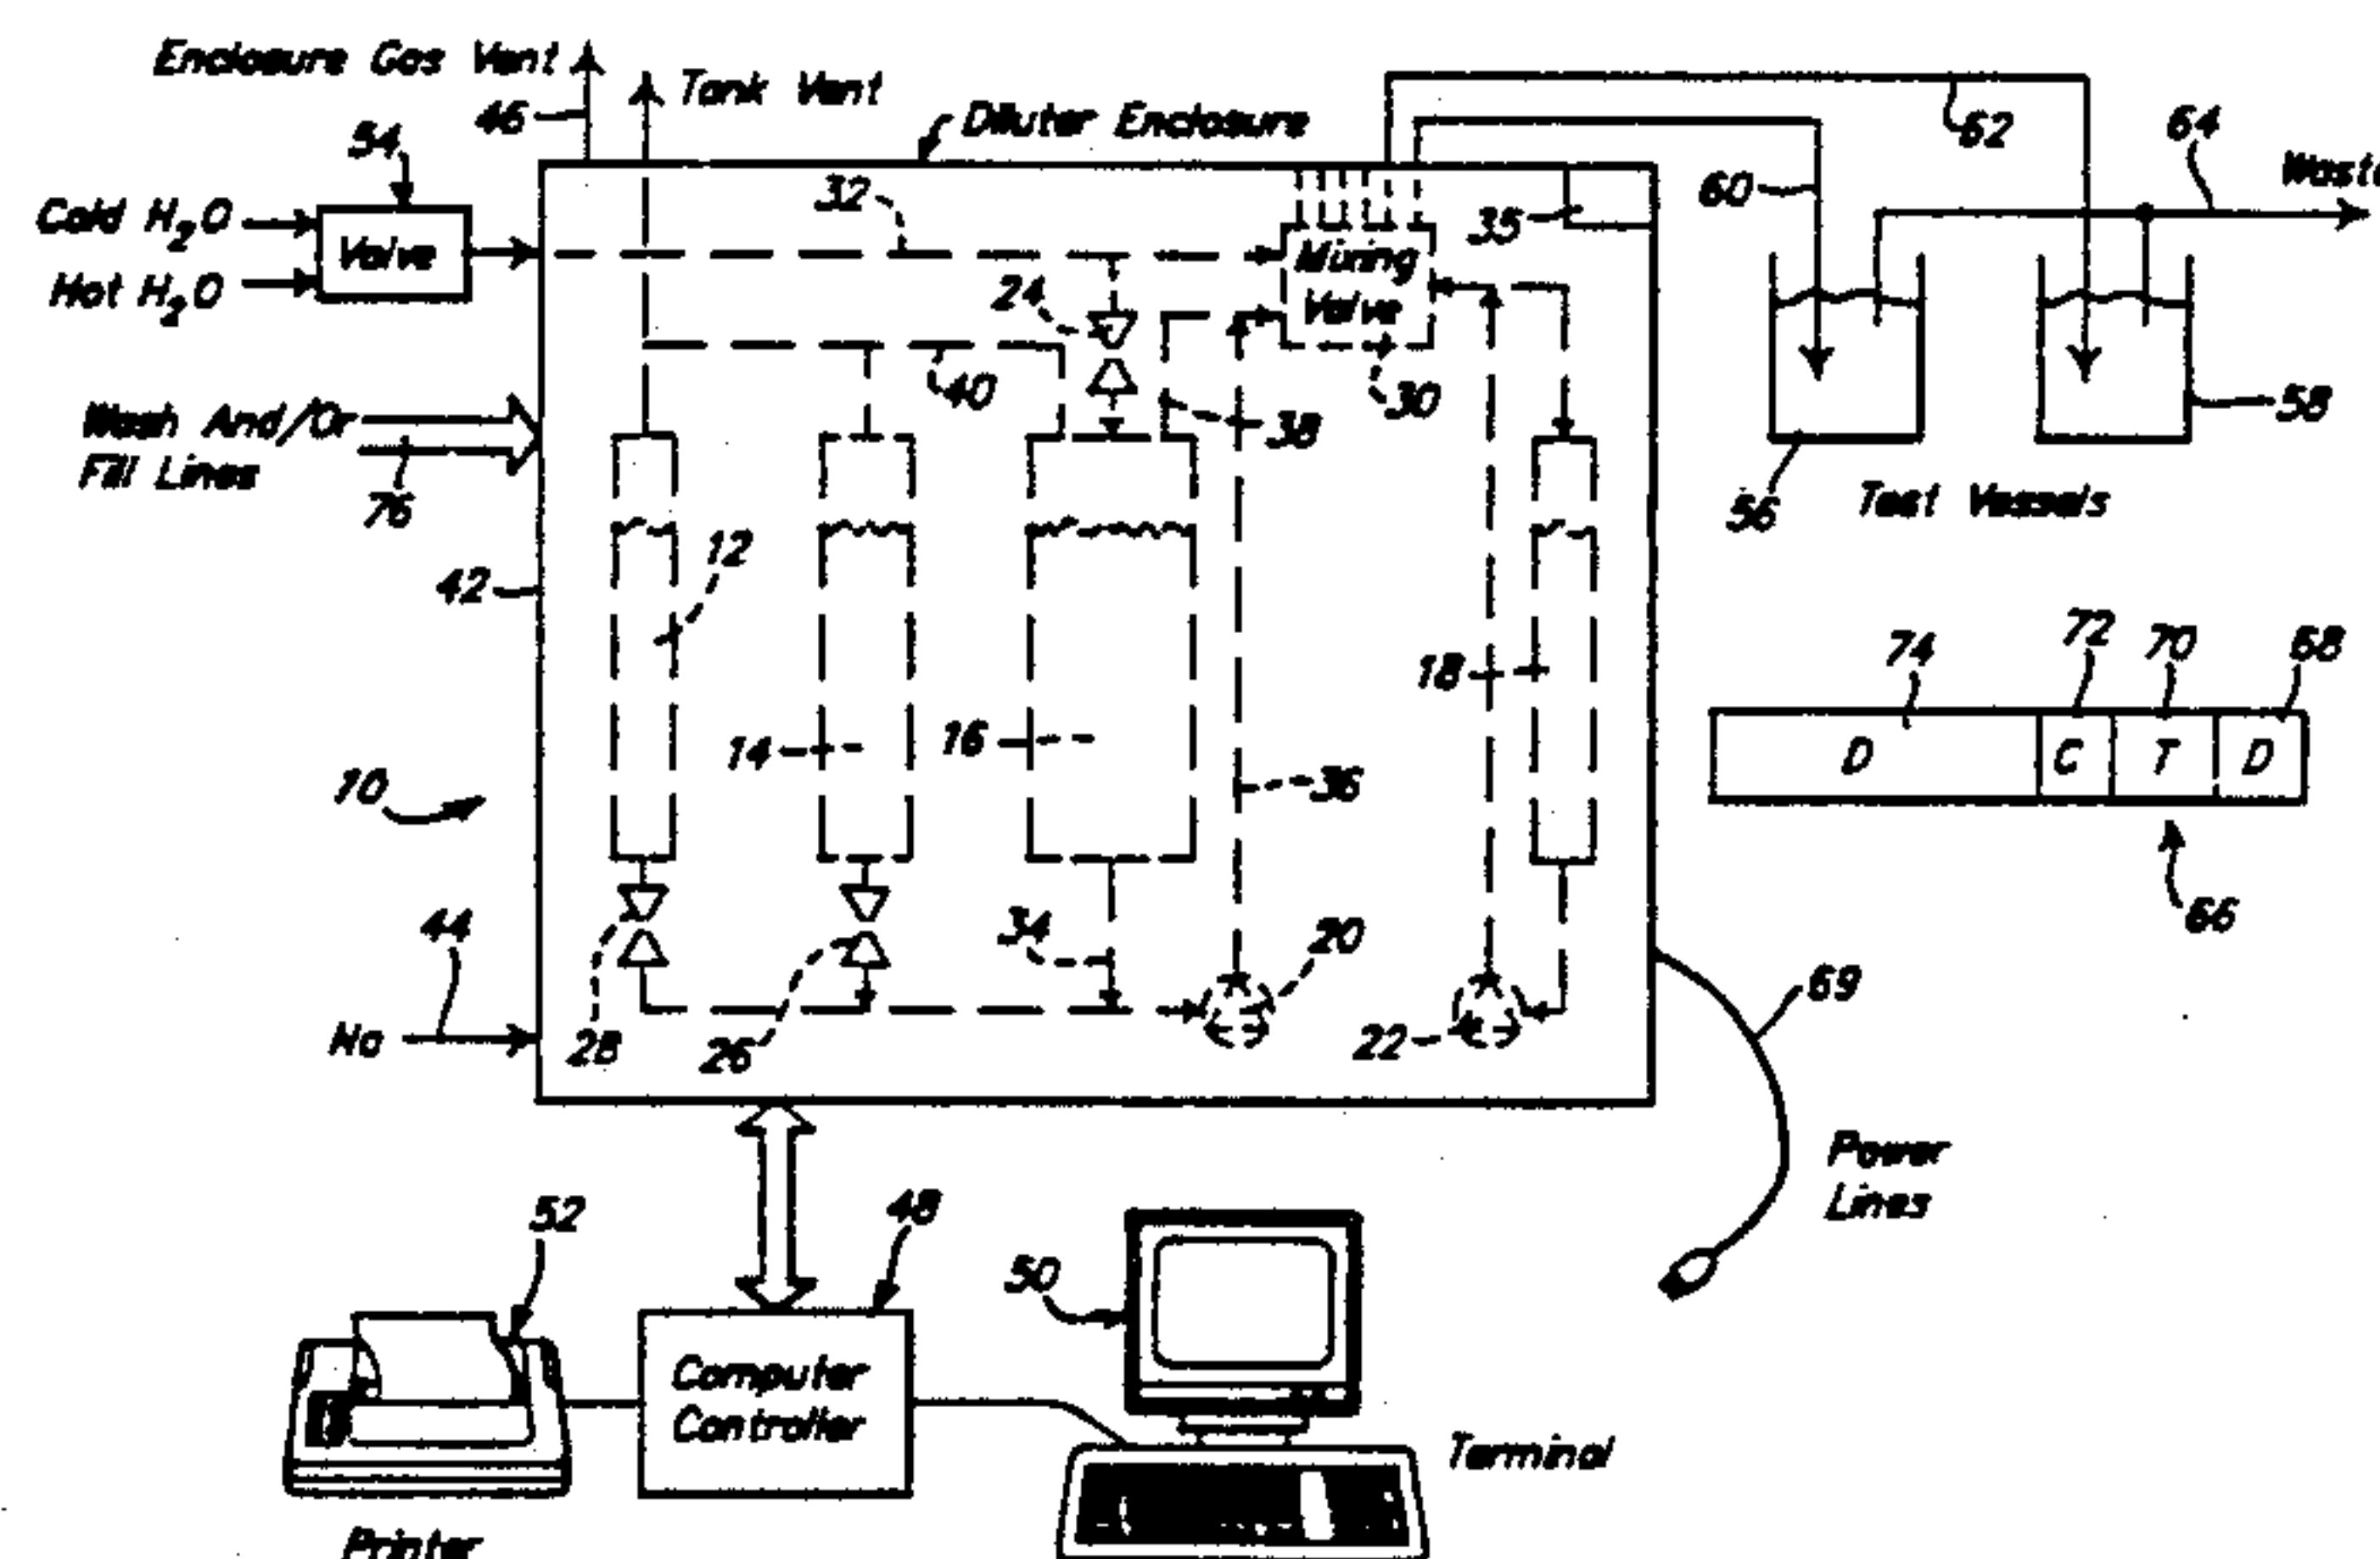 Enclosure Gas Vent
46
Tank Vent
Diluter Enclosure
62
64
Waste
54
Cold H2O
Hot H2O
Valve
32
35
60
Mixing
Valve
24
40
38
30
58
Wash And/Or
Fill Lines
76
56
Test Vessels
12
42
74
72
70
68
18
14
16
D
C
T
D
10
36
66
44
34
20
69
28
26
22
Power
Lines
52
48
50
Computer
Controller
Terminal
Printer